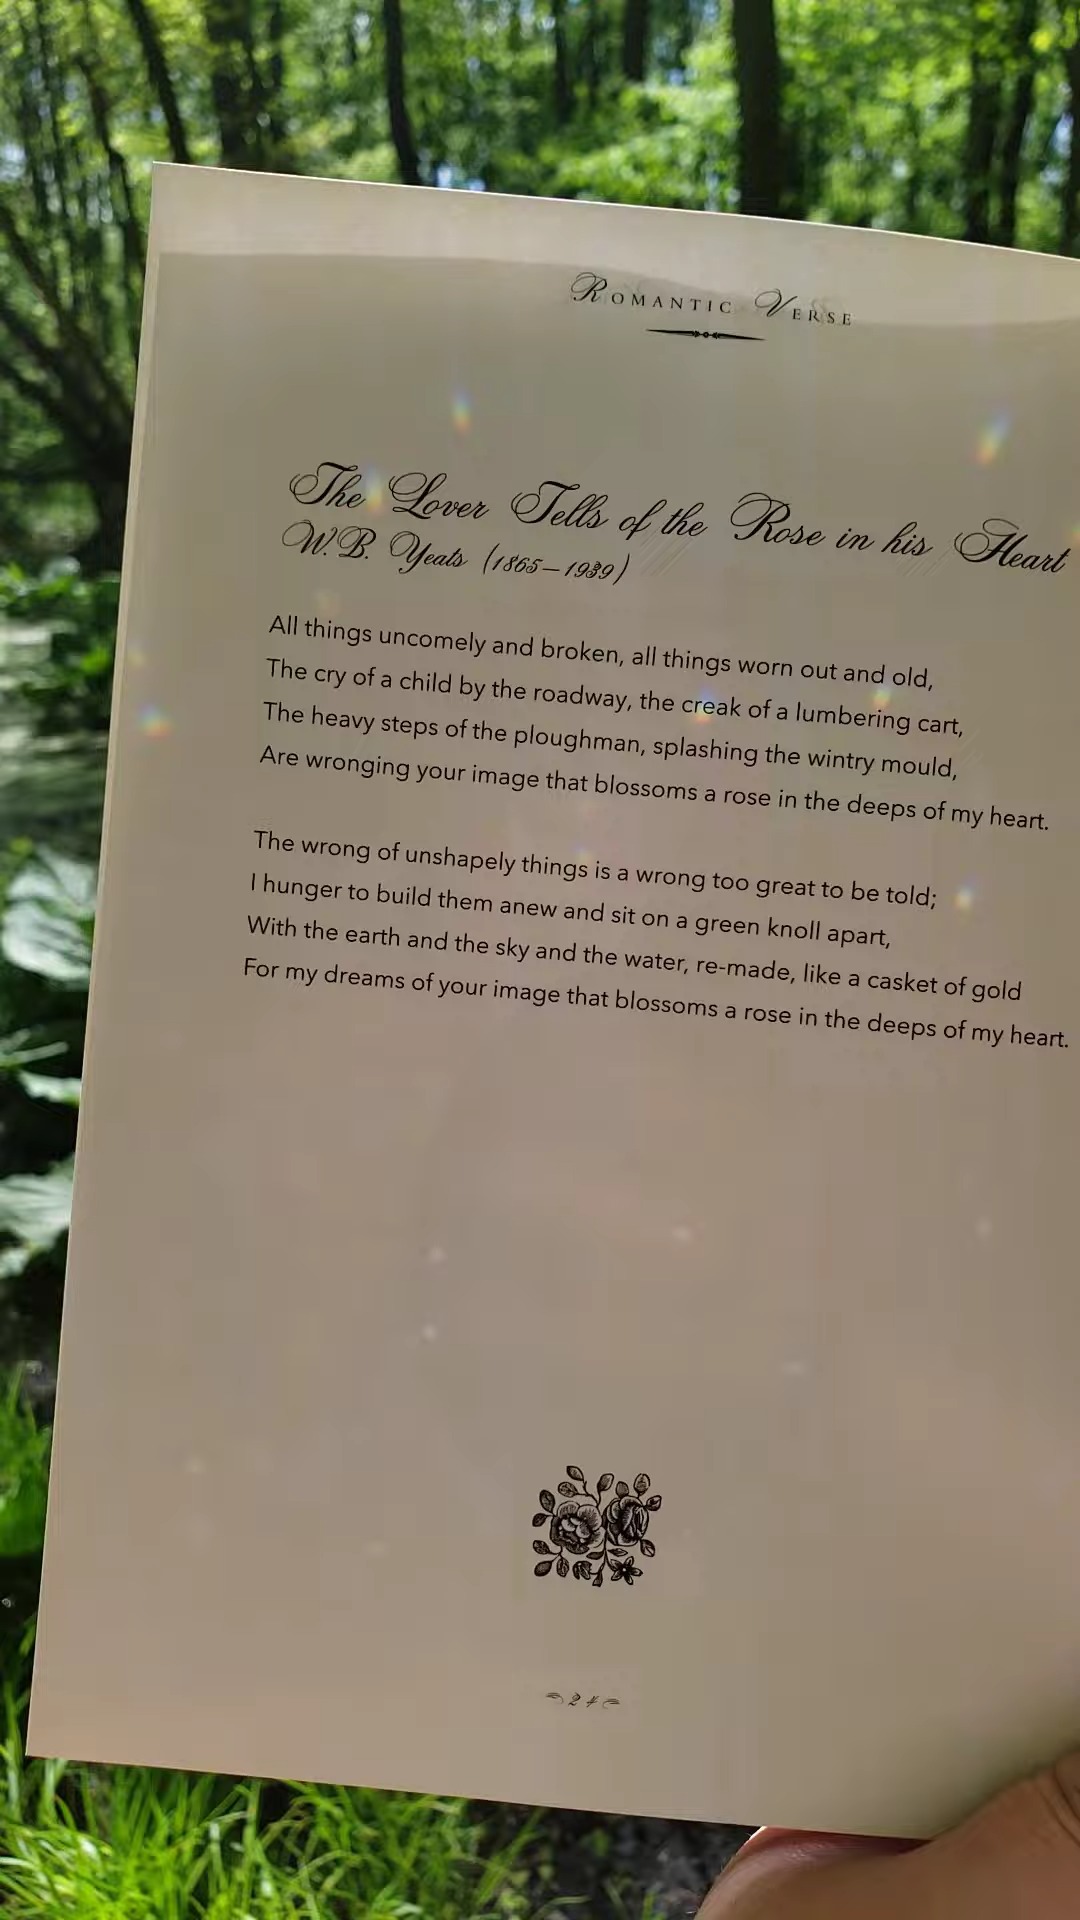 Romantic Verse
The Lover Tells of the Rose in his Heart
W.B. Yeats (1865–1939)
All things uncomely and broken, all things worn out and old,
The cry of a child by the roadway, the creak of a lumbering cart,
The heavy steps of the ploughman, splashing the wintry mould,
Are wronging your image that blossoms a rose in the deeps of my heart.
The wrong of unshapely things is a wrong too great to be told;
I hunger to build them anew and sit on a green knoll apart,
With the earth and the sky and the water, re-made, like a casket of gold
For my dreams of your image that blossoms a rose in the deeps of my heart.
24